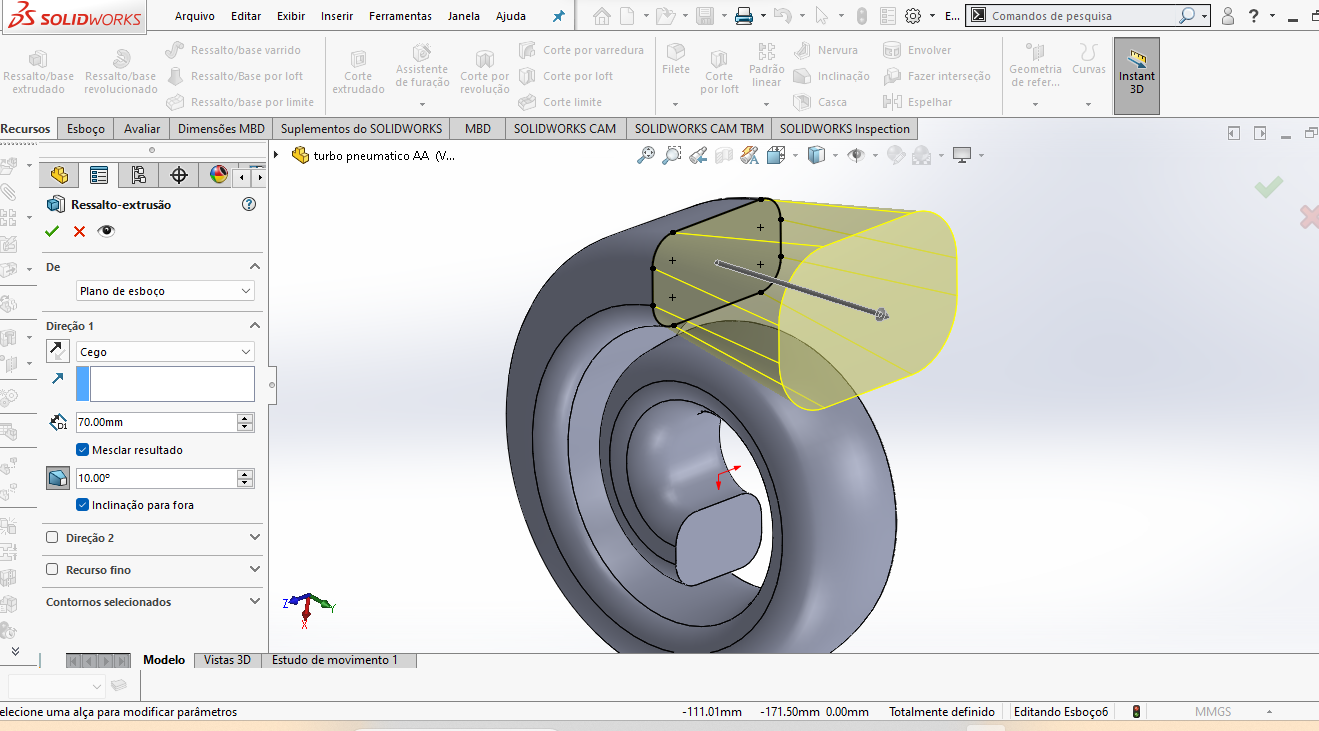 SOLIDWORKS
Arquivo Editar Exibir Inserir Ferramentas Janela Ajuda
E...
Comandos de pesquisa
?
Ressalto/base extrudado
Ressalto/base revolucionado
Ressalto/base varrido
Ressalto/Base por loft
Ressalto/base por limite
Corte extrudado
Assistente de furação
Corte por revolução
Corte por varredura
Corte por loft
Corte limite
Filete
Corte por loft
Padrão linear
Nervura
Inclinação
Casca
Envolver
Fazer interseção
Espelhar
Geometria de refer...
Curvas
Instant 3D
Recursos Esboço Avaliar Dimensões MBD Suplementos do SOLIDWORKS MBD SOLIDWORKS CAM SOLIDWORKS CAM TBM SOLIDWORKS Inspection
turbo pneumatico AA (V...
Ressalto-extrusão
De
Plano de esboço
Direção 1
Cego
D1
70.00mm
Mesclar resultado
10.00º
Inclinação para fora
Direção 2
Recurso fino
Contornos selecionados
Z
Y
X
Modelo Vistas 3D Estudo de movimento 1
elecione uma alça para modificar parâmetros
-111.01mm -171.50mm 0.00mm Totalmente definido Editando Esboço6 MMGS